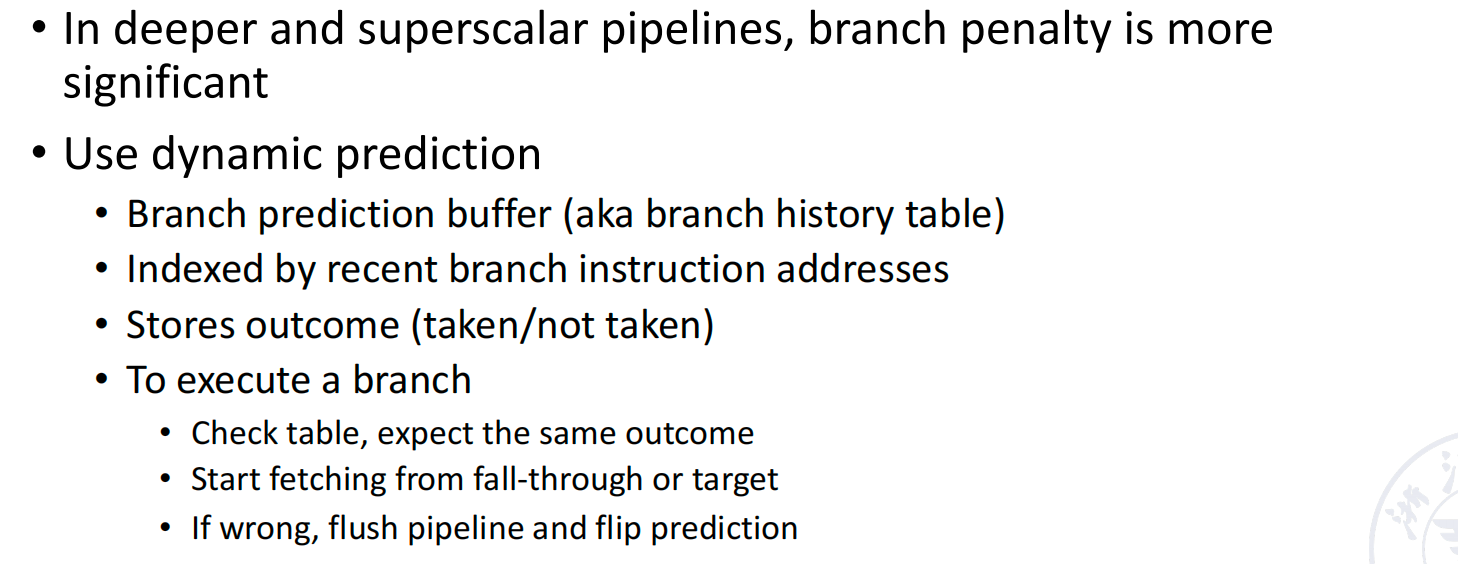 • In deeper and superscalar pipelines, branch penalty is more
significant
• Use dynamic prediction
• Branch prediction buffer (aka branch history table)
• Indexed by recent branch instruction addresses
• Stores outcome (taken/not taken)
• To execute a branch
• Check table, expect the same outcome
• Start fetching from fall-through or target
• If wrong, flush pipeline and flip prediction